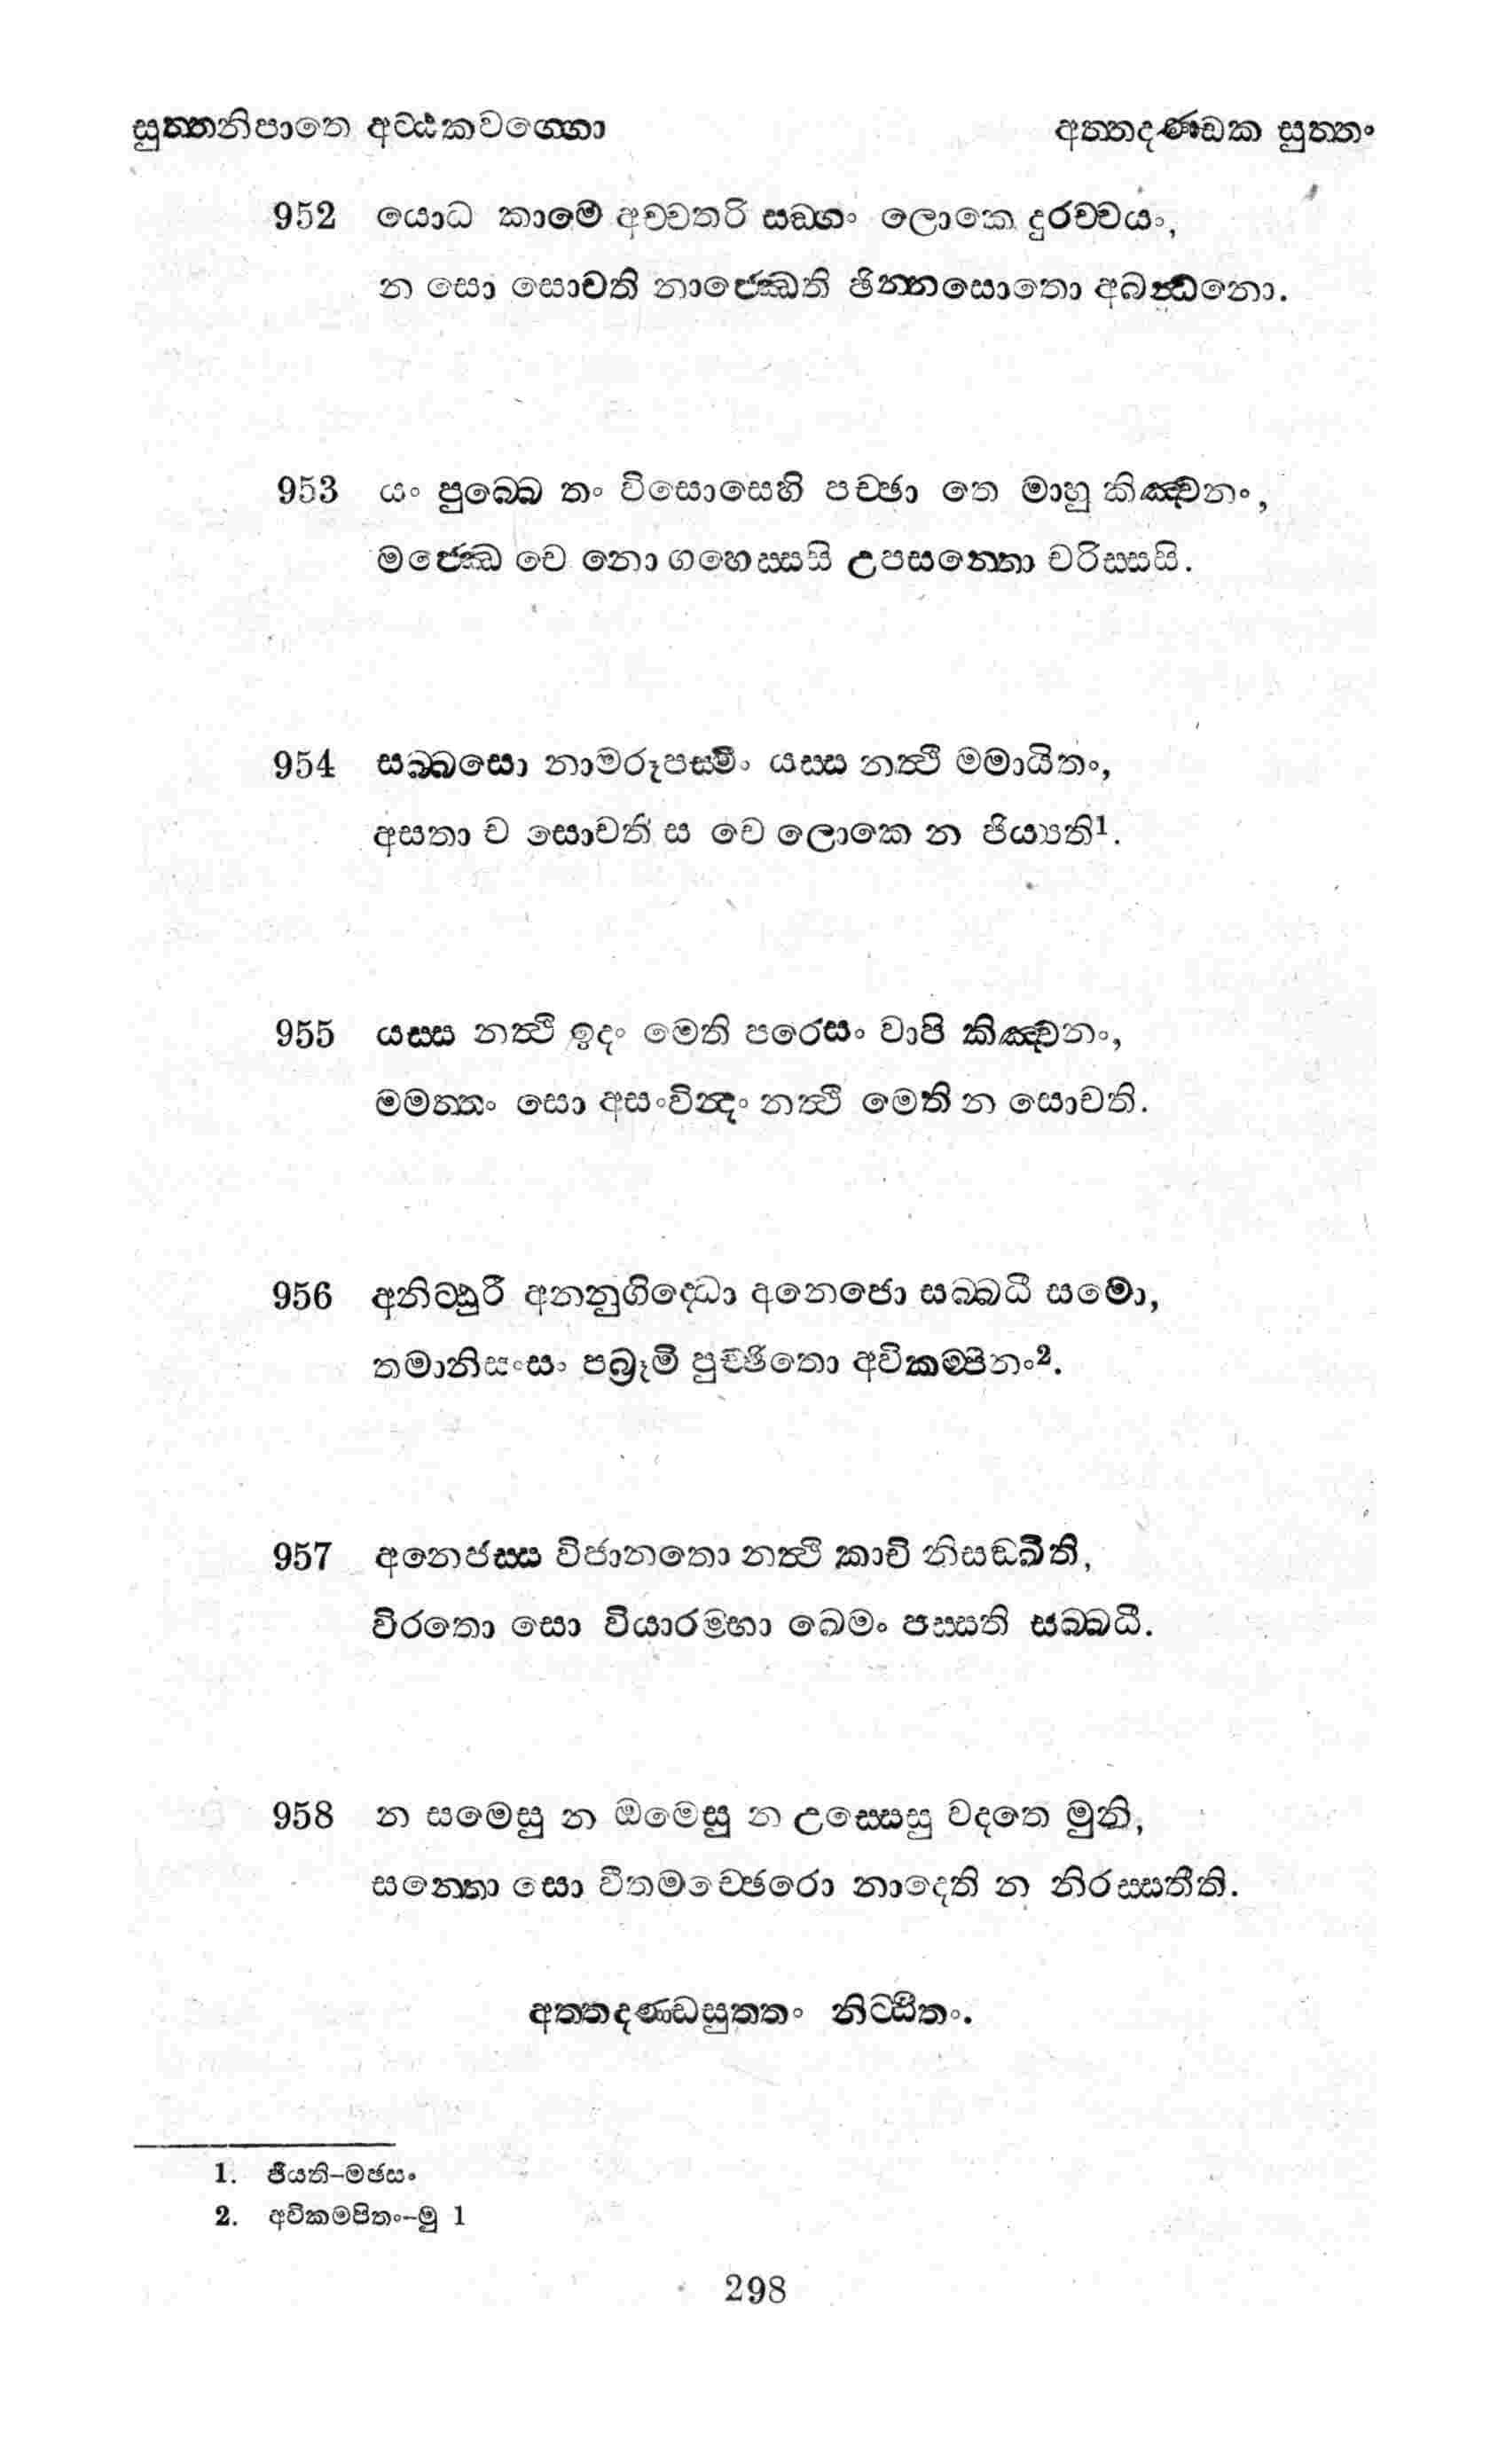 සුත්තනිපාතෙ අට්ඨකවග්ගො අත්තදණ්ඩක සුත්තං
952 යොධ කාමෙ අච්චතරි සඞ්ගං ලොකෙ දුරච්චයං,
න සො සොචති නාජ්ඣෙති ඡින්නසොතො අබන්ධනො.
953 යං පුබ්බෙ තං විසොසෙහි පච්ඡා තෙ මාහු කිඤ්චනං,
මජ්ඣෙ චෙ නො ගහෙස්සසි උපසන්තො චරිස්සසි.
954 සබ්බසො නාමරූපස්මිං යස්ස නත්ථි මමායිතං,
අසතා ච සොචති ස වෙ ලොකෙ න ජිය්‍යති1.
955 යස්ස නත්ථි ඉදං මෙති පරෙසං වාපි කිඤ්චනං,
මමත්තං සො අසංවින්දං නත්ථි මෙති න සොචති.
956 අනිට්ඨුරී අනනුගිද්ධො අනෙජො සබ්බධී සමො,
තමානිසංසං පබ්‍රූමි පුච්ඡිතො අවිකම්පිනං2.
957 අනෙජස්ස විජානතො නත්ථි කාචි නිසඞ්ඛිති,
විරතො සො වියාරම්භා ඛෙමං පස්සති සබ්බධී.
958 න සමෙසු න ඔමෙසු න උස්සෙසු වදතෙ මුනි,
සන්තො සො වීතමච්ඡෙරො නාදෙති න නිරස්සතීති.
අත්තදණ්ඩසුත්තං නිට්ඨිතං.
1. ජීයති-මඡසං
2. අවිකම්පිතං-මු 1
298